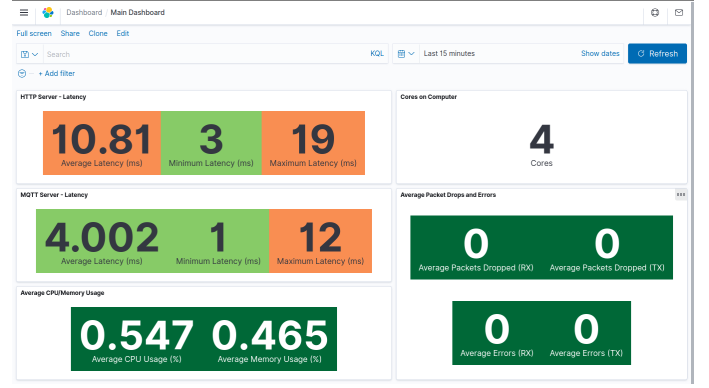 Dashboard / Main Dashboard
Full screen Share Clone Edit
Search KQL Last 15 minutes Show dates Refresh
+ Add filter
HTTP Server - Latency
10.81 3 19
Average Latency (ms) Minimum Latency (ms) Maximum Latency (ms)
Cores on Computer
4
Cores
MQTT Server - Latency
4.002 1 12
Average Latency (ms) Minimum Latency (ms) Maximum Latency (ms)
Average Packet Drops and Errors
0 0
Average Packets Dropped (RX) Average Packets Dropped (TX)
0 0
Average Errors (RX) Average Errors (TX)
Average CPU/Memory Usage
0.547 0.465
Average CPU Usage (%) Average Memory Usage (%)